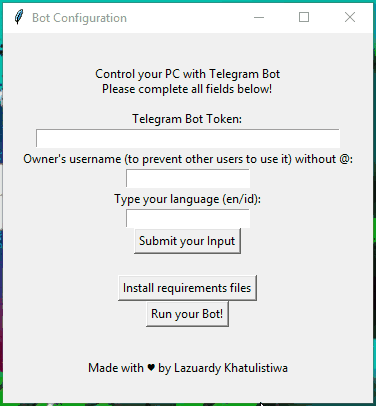 Bot Configuration
Control your PC with Telegram Bot
Please complete all fields below!
Telegram Bot Token:
Owner's username (to prevent other users to use it) without @:
Type your language (en/id):
Submit your Input
Install requirements files
Run your Bot!
Made with ♥ by Lazuardy Khatulistiwa